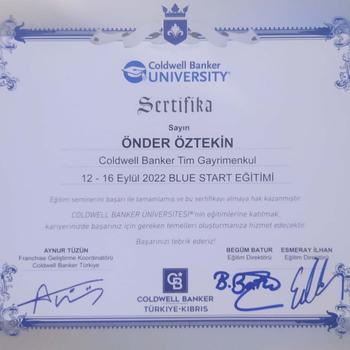 Coldwell Banker
UNIVERSITY®
Sertifika
Sayın
ÖNDER ÖZTEKİN
Coldwell Banker Tim Gayrimenkul
12 - 16 Eylül 2022 BLUE START EĞİTİMİ
Eğitim seminerini başarı ile tamamlamış ve bu sertifikayı almaya hak kazanmıştır.
COLDWELL BANKER ÜNİVERSİTESİ®'nin eğitimlerine katılmak,
kariyerinizde başarınız için gereken temelleri oluşturmanıza hizmet edecektir.
Başarınızı tebrik ederiz!
AYNUR TÜZÜN
Franchise Geliştirme Koordinatörü
Coldwell Banker Türkiye
BEGÜM BATUR
Eğitim Direktörü
ESMERAY İLHAN
Eğitim Direktörü
CB
COLDWELL BANKER
TÜRKİYE-KIBRIS